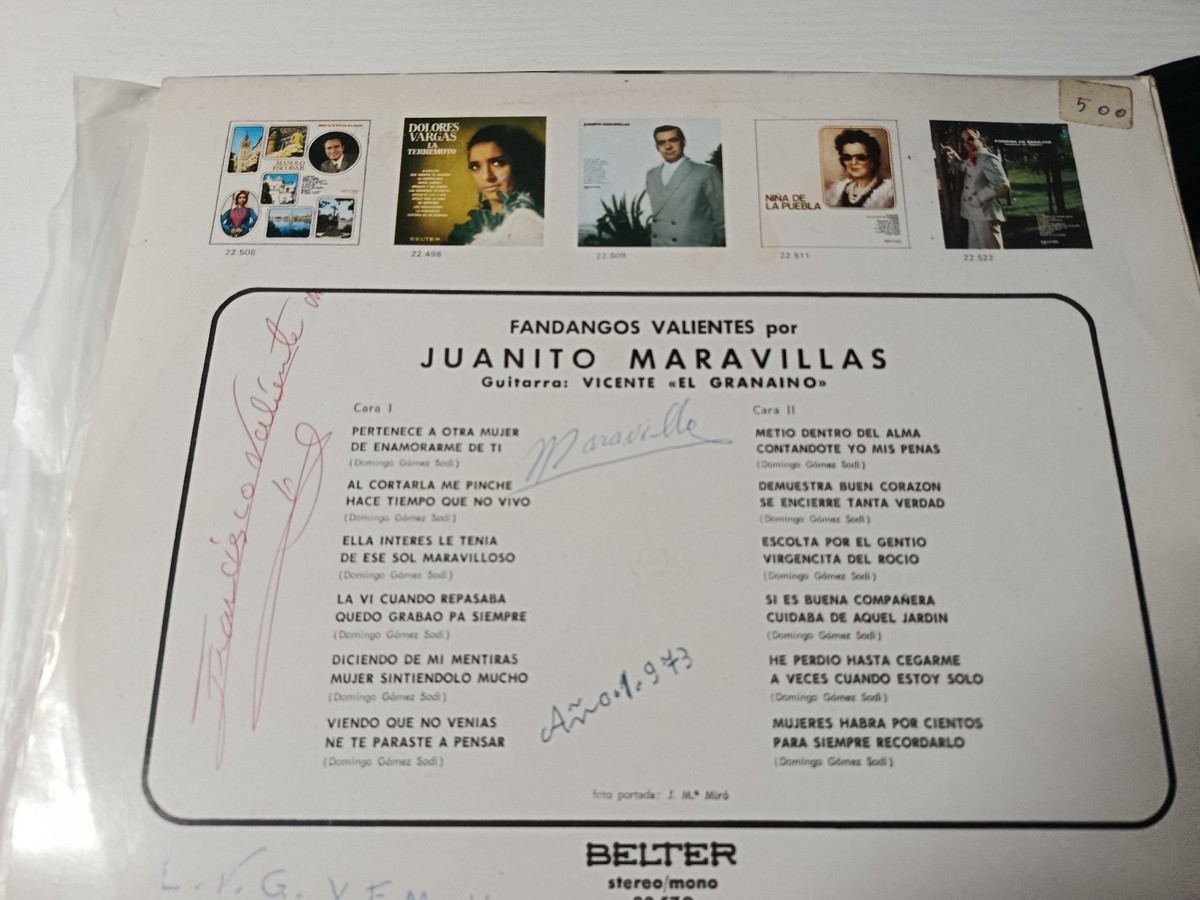 500
MANOLO
ESCOBAR
DOLORES
VARGAS
LA
TERREMOTO
BELTER
JUANITO MARAVILLAS
NIÑA DE
LA PUEBLA
22.508
22.498
22.509
22.511
22.522
FANDANGOS VALIENTES por
JUANITO MARAVILLAS
Guitarra: VICENTE «EL GRANAINO»
Francisco Valiente
Maravilla
Cara I
PERTENECE A OTRA MUJER
DE ENAMORARME DE TI
(Domingo Gómez Sodi)
AL CORTARLA ME PINCHE
HACE TIEMPO QUE NO VIVO
(Domingo Gómez Sodi)
ELLA INTERES LE TENIA
DE ESE SOL MARAVILLOSO
(Domingo Gómez Sodi)
LA VI CUANDO REPASABA
QUEDO GRABAO PA SIEMPRE
(Domingo Gómez Sodi)
DICIENDO DE MI MENTIRAS
MUJER SINTIENDOLO MUCHO
(Domingo Gómez Sodi)
VIENDO QUE NO VENIAS
NE TE PARASTE A PENSAR
(Domingo Gómez Sodi)
Cara II
METIO DENTRO DEL ALMA
CONTANDOTE YO MIS PENAS
(Domingo Gómez Sodi)
DEMUESTRA BUEN CORAZON
SE ENCIERRE TANTA VERDAD
(Domingo Gómez Sodi)
ESCOLTA POR EL GENTIO
VIRGENCITA DEL ROCIO
(Domingo Gómez Sodi)
SI ES BUENA COMPAÑERA
CUIDABA DE AQUEL JARDIN
(Domingo Gómez Sodi)
HE PERDIO HASTA CEGARME
A VECES CUANDO ESTOY SOLO
(Domingo Gómez Sodi)
MUJERES HABRA POR CIENTOS
PARA SIEMPRE RECORDARLO
(Domingo Gómez Sodi)
Año.1.973
foto portada: J. M.ª Miró
BELTER
stereo/mono
L.V.G.